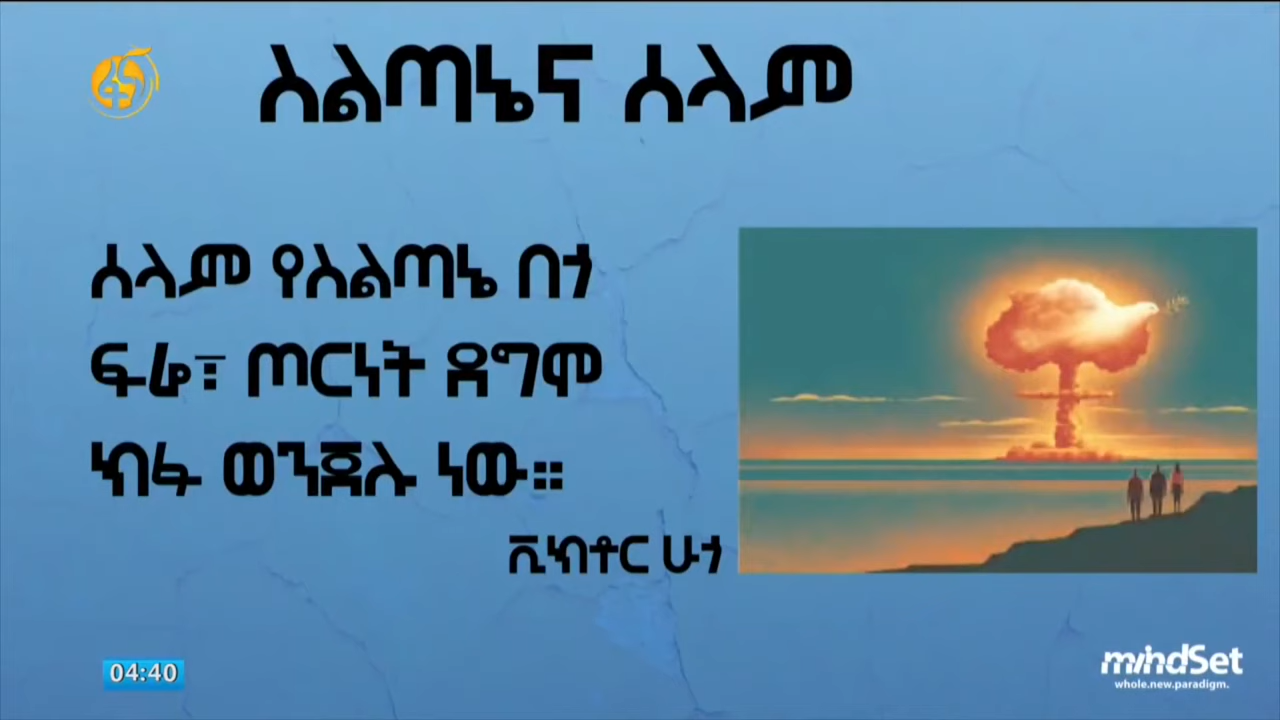 ስልጣኔና ሰላም
ሰላም የስልጣኔ በጎ
ፍሬ፣ ጦርነት ደግሞ
ክፉ ወንጀሉ ነው።
ቪክቶር ሁጎ
04:40
mindSet
whole.new.paradigm.